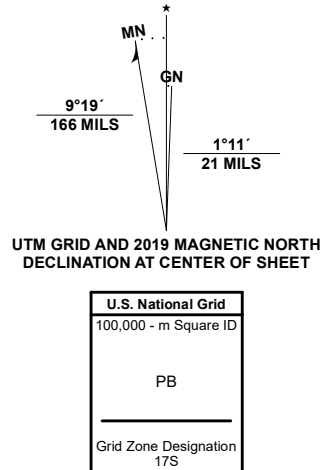 ★
MN
GN
9°19´
166 MILS
1°11´
21 MILS
UTM GRID AND 2019 MAGNETIC NORTH
DECLINATION AT CENTER OF SHEET
U.S. National Grid
100,000 - m Square ID
PB
Grid Zone Designation
17S